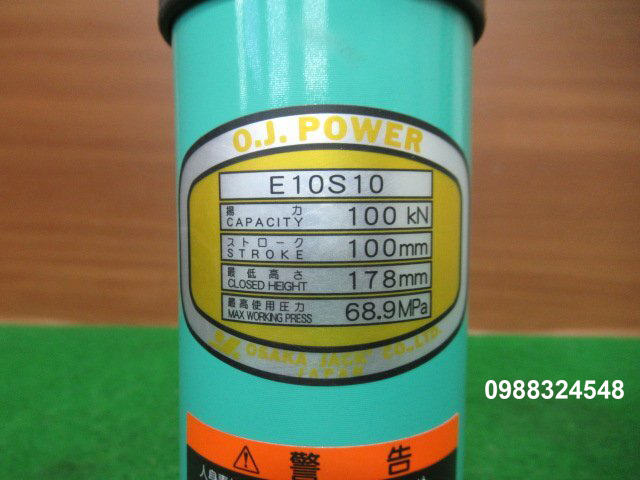 O.J. POWER
E10S10
揚 力
CAPACITY 100 kN
ストローク
STROKE 100mm
最低高さ
CLOSED HEIGHT 178mm
最高使用圧力
MAX WORKING PRESS 68.9MPa
OJ. OSAKA JACK CO., LTD.
JAPAN
0988324548
⚠ 警 告